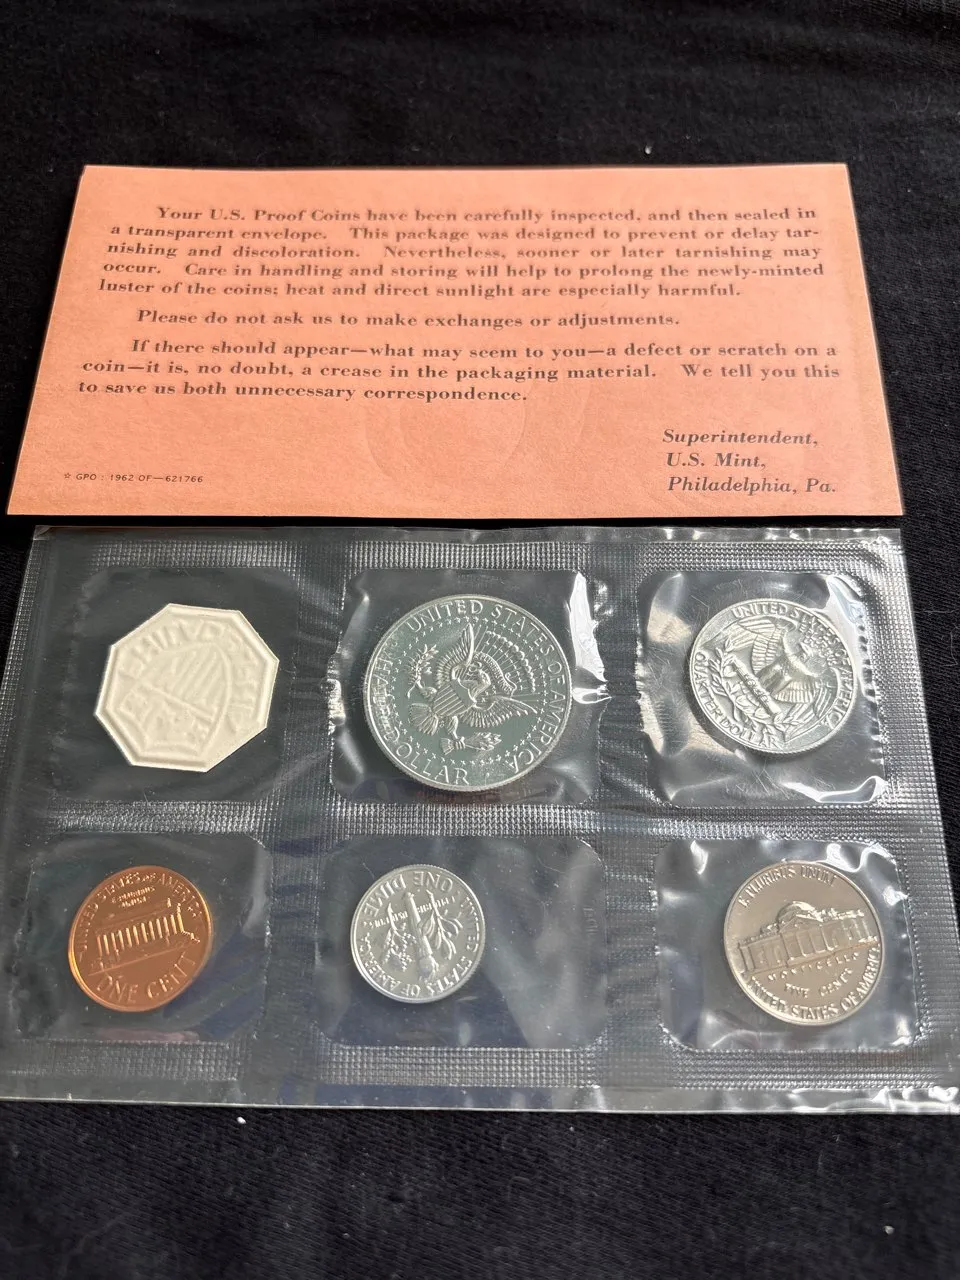 Your U.S. Proof Coins have been carefully inspected, and then sealed in
a transparent envelope. This package was designed to prevent or delay tar-
nishing and discoloration. Nevertheless, sooner or later tarnishing may
occur. Care in handling and storing will help to prolong the newly-minted
luster of the coins; heat and direct sunlight are especially harmful.
Please do not ask us to make exchanges or adjustments.
If there should appear—what may seem to you—a defect or scratch on a
coin—it is, no doubt, a crease in the packaging material. We tell you this
to save us both unnecessary correspondence.
Superintendent,
U.S. Mint,
Philadelphia, Pa.
☆ GPO : 1962 OF—621766
UNITED STATES OF AMERICA
HALF DOLLAR
UNITED STATES OF AMERICA
QUARTER DOLLAR
UNITED STATES OF AMERICA
E PLURIBUS
UNUM
ONE CENT
UNITED STATES OF AMERICA
ONE DIME
E PLURIBUS UNUM
MONTICELLO
FIVE CENTS
UNITED STATES OF AMERICA